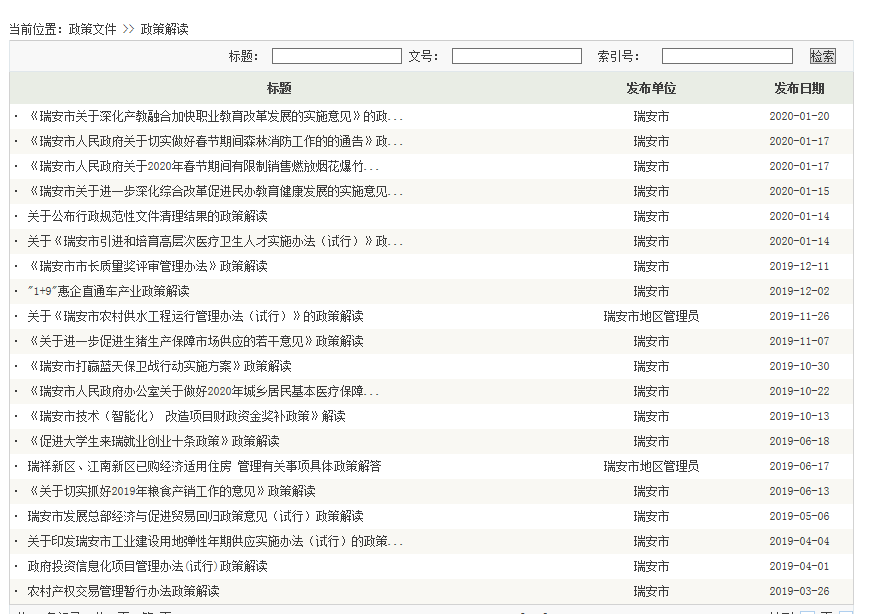 当前位置: 政策文件 >> 政策解读
标题: 文号: 索引号: 检索
标题 发布单位 发布日期
· 《瑞安市关于深化产教融合加快职业教育改革发展的实施意见》的政... 瑞安市 2020-01-20
· 《瑞安市人民政府关于切实做好春节期间森林消防工作的的通告》政... 瑞安市 2020-01-17
· 《瑞安市人民政府关于2020年春节期间有限制销售燃放烟花爆竹... 瑞安市 2020-01-17
· 《瑞安市关于进一步深化综合改革促进民办教育健康发展的实施意见... 瑞安市 2020-01-15
· 关于公布行政规范性文件清理结果的政策解读 瑞安市 2020-01-14
· 关于《瑞安市引进和培育高层次医疗卫生人才实施办法（试行）》政... 瑞安市 2020-01-14
· 《瑞安市市长质量奖评审管理办法》政策解读 瑞安市 2019-12-11
· "1+9"惠企直通车产业政策解读 瑞安市 2019-12-02
· 关于《瑞安市农村供水工程运行管理办法（试行）》的政策解读 瑞安市地区管理员 2019-11-26
· 《关于进一步促进生猪生产保障市场供应的若干意见》政策解读 瑞安市 2019-11-07
· 《瑞安市打赢蓝天保卫战行动实施方案》政策解读 瑞安市 2019-10-30
· 《瑞安市人民政府办公室关于做好2020年城乡居民基本医疗保障... 瑞安市 2019-10-22
· 《瑞安市技术（智能化） 改造项目财政资金奖补政策》解读 瑞安市 2019-10-13
· 《促进大学生来瑞就业创业十条政策》政策解读 瑞安市 2019-06-18
· 瑞祥新区、江南新区已购经济适用住房 管理有关事项具体政策解答 瑞安市地区管理员 2019-06-17
· 《关于切实抓好2019年粮食产销工作的意见》政策解读 瑞安市 2019-06-13
· 瑞安市发展总部经济与促进贸易回归政策意见（试行）政策解读 瑞安市 2019-05-06
· 关于印发瑞安市工业建设用地弹性年期供应实施办法（试行）的政策... 瑞安市 2019-04-04
· 政府投资信息化项目管理办法(试行)政策解读 瑞安市 2019-04-01
· 农村产权交易管理暂行办法政策解读 瑞安市 2019-03-26